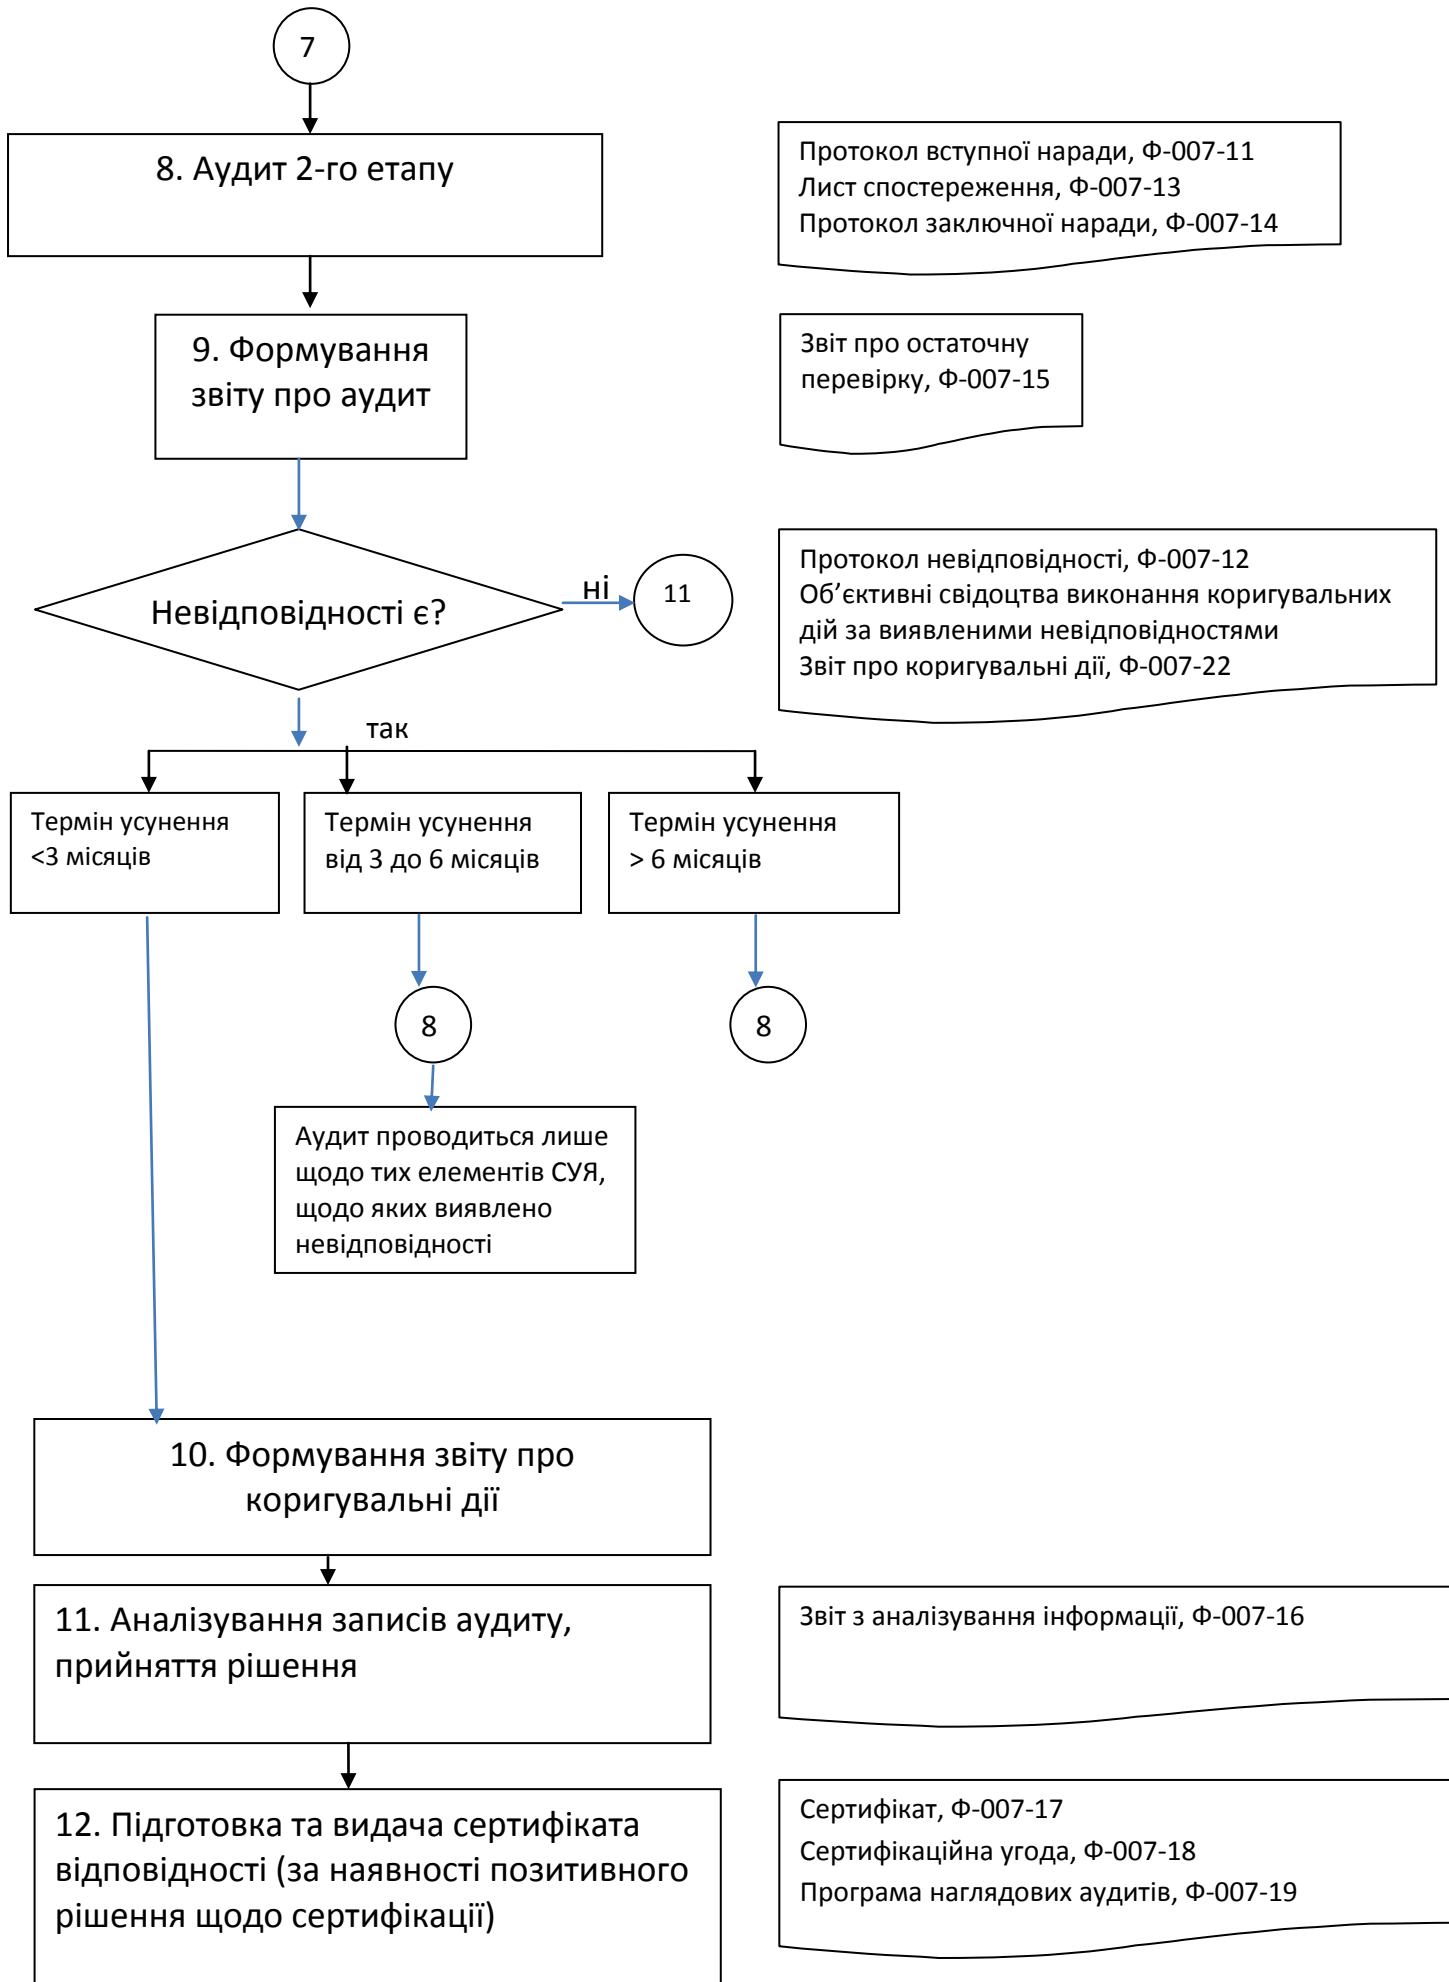 7
8. Аудит 2-го етапу
Протокол вступної наради, Ф-007-11
Лист спостереження, Ф-007-13
Протокол заключної наради, Ф-007-14
9. Формування
звіту про аудит
Звіт про остаточну
перевірку, Ф-007-15
Невідповідності є?
ні
11
Протокол невідповідності, Ф-007-12
Об’єктивні свідоцтва виконання коригувальних
дій за виявленими невідповідностями
Звіт про коригувальні дії, Ф-007-22
так
Термін усунення
<3 місяців
Термін усунення
від 3 до 6 місяців
Термін усунення
> 6 місяців
8
8
Аудит проводиться лише
щодо тих елементів СУЯ,
щодо яких виявлено
невідповідності
10. Формування звіту про
коригувальні дії
11. Аналізування записів аудиту,
прийняття рішення
Звіт з аналізування інформації, Ф-007-16
12. Підготовка та видача сертифіката
відповідності (за наявності позитивного
рішення щодо сертифікації)
Сертифікат, Ф-007-17
Сертифікаційна угода, Ф-007-18
Програма наглядових аудитів, Ф-007-19